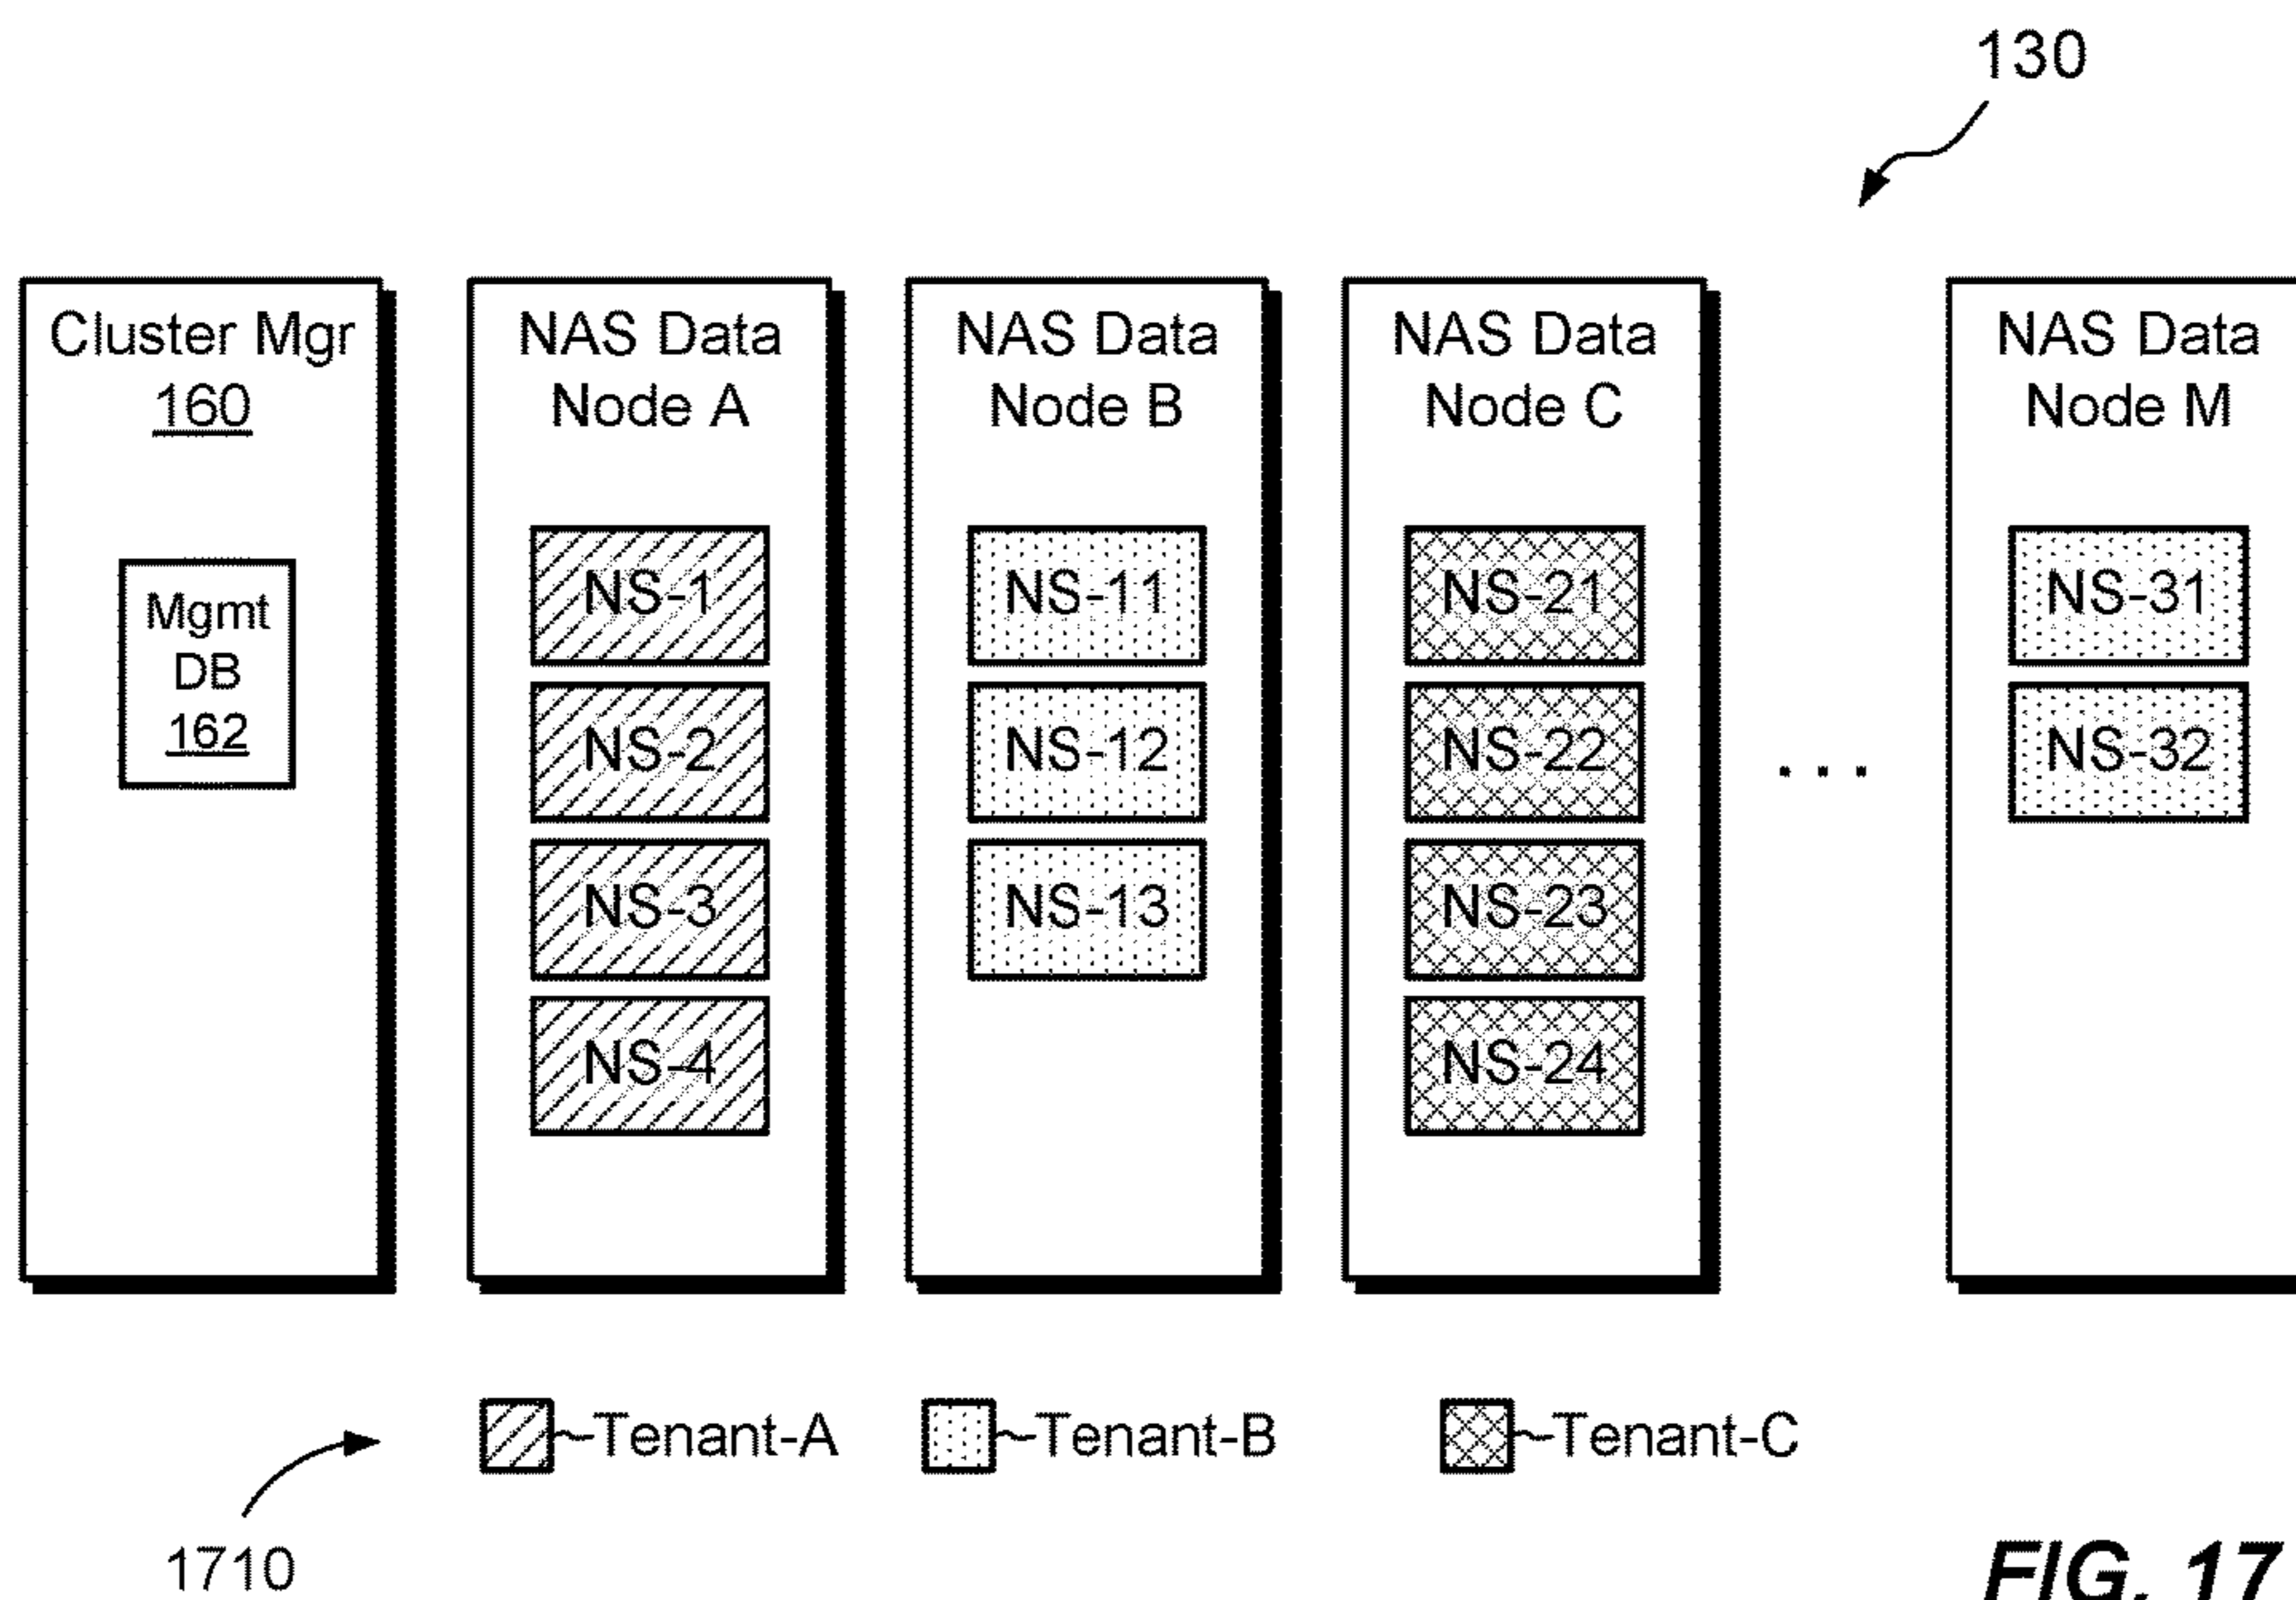 130
Cluster Mgr
160
Mgmt
DB
162
NAS Data
Node A
NS-1
NS-2
NS-3
NS-4
NAS Data
Node B
NS-11
NS-12
NS-13
NAS Data
Node C
NS-21
NS-22
NS-23
NS-24
. . .
NAS Data
Node M
NS-31
NS-32
1710
Tenant-A
Tenant-B
Tenant-C
FIG. 17